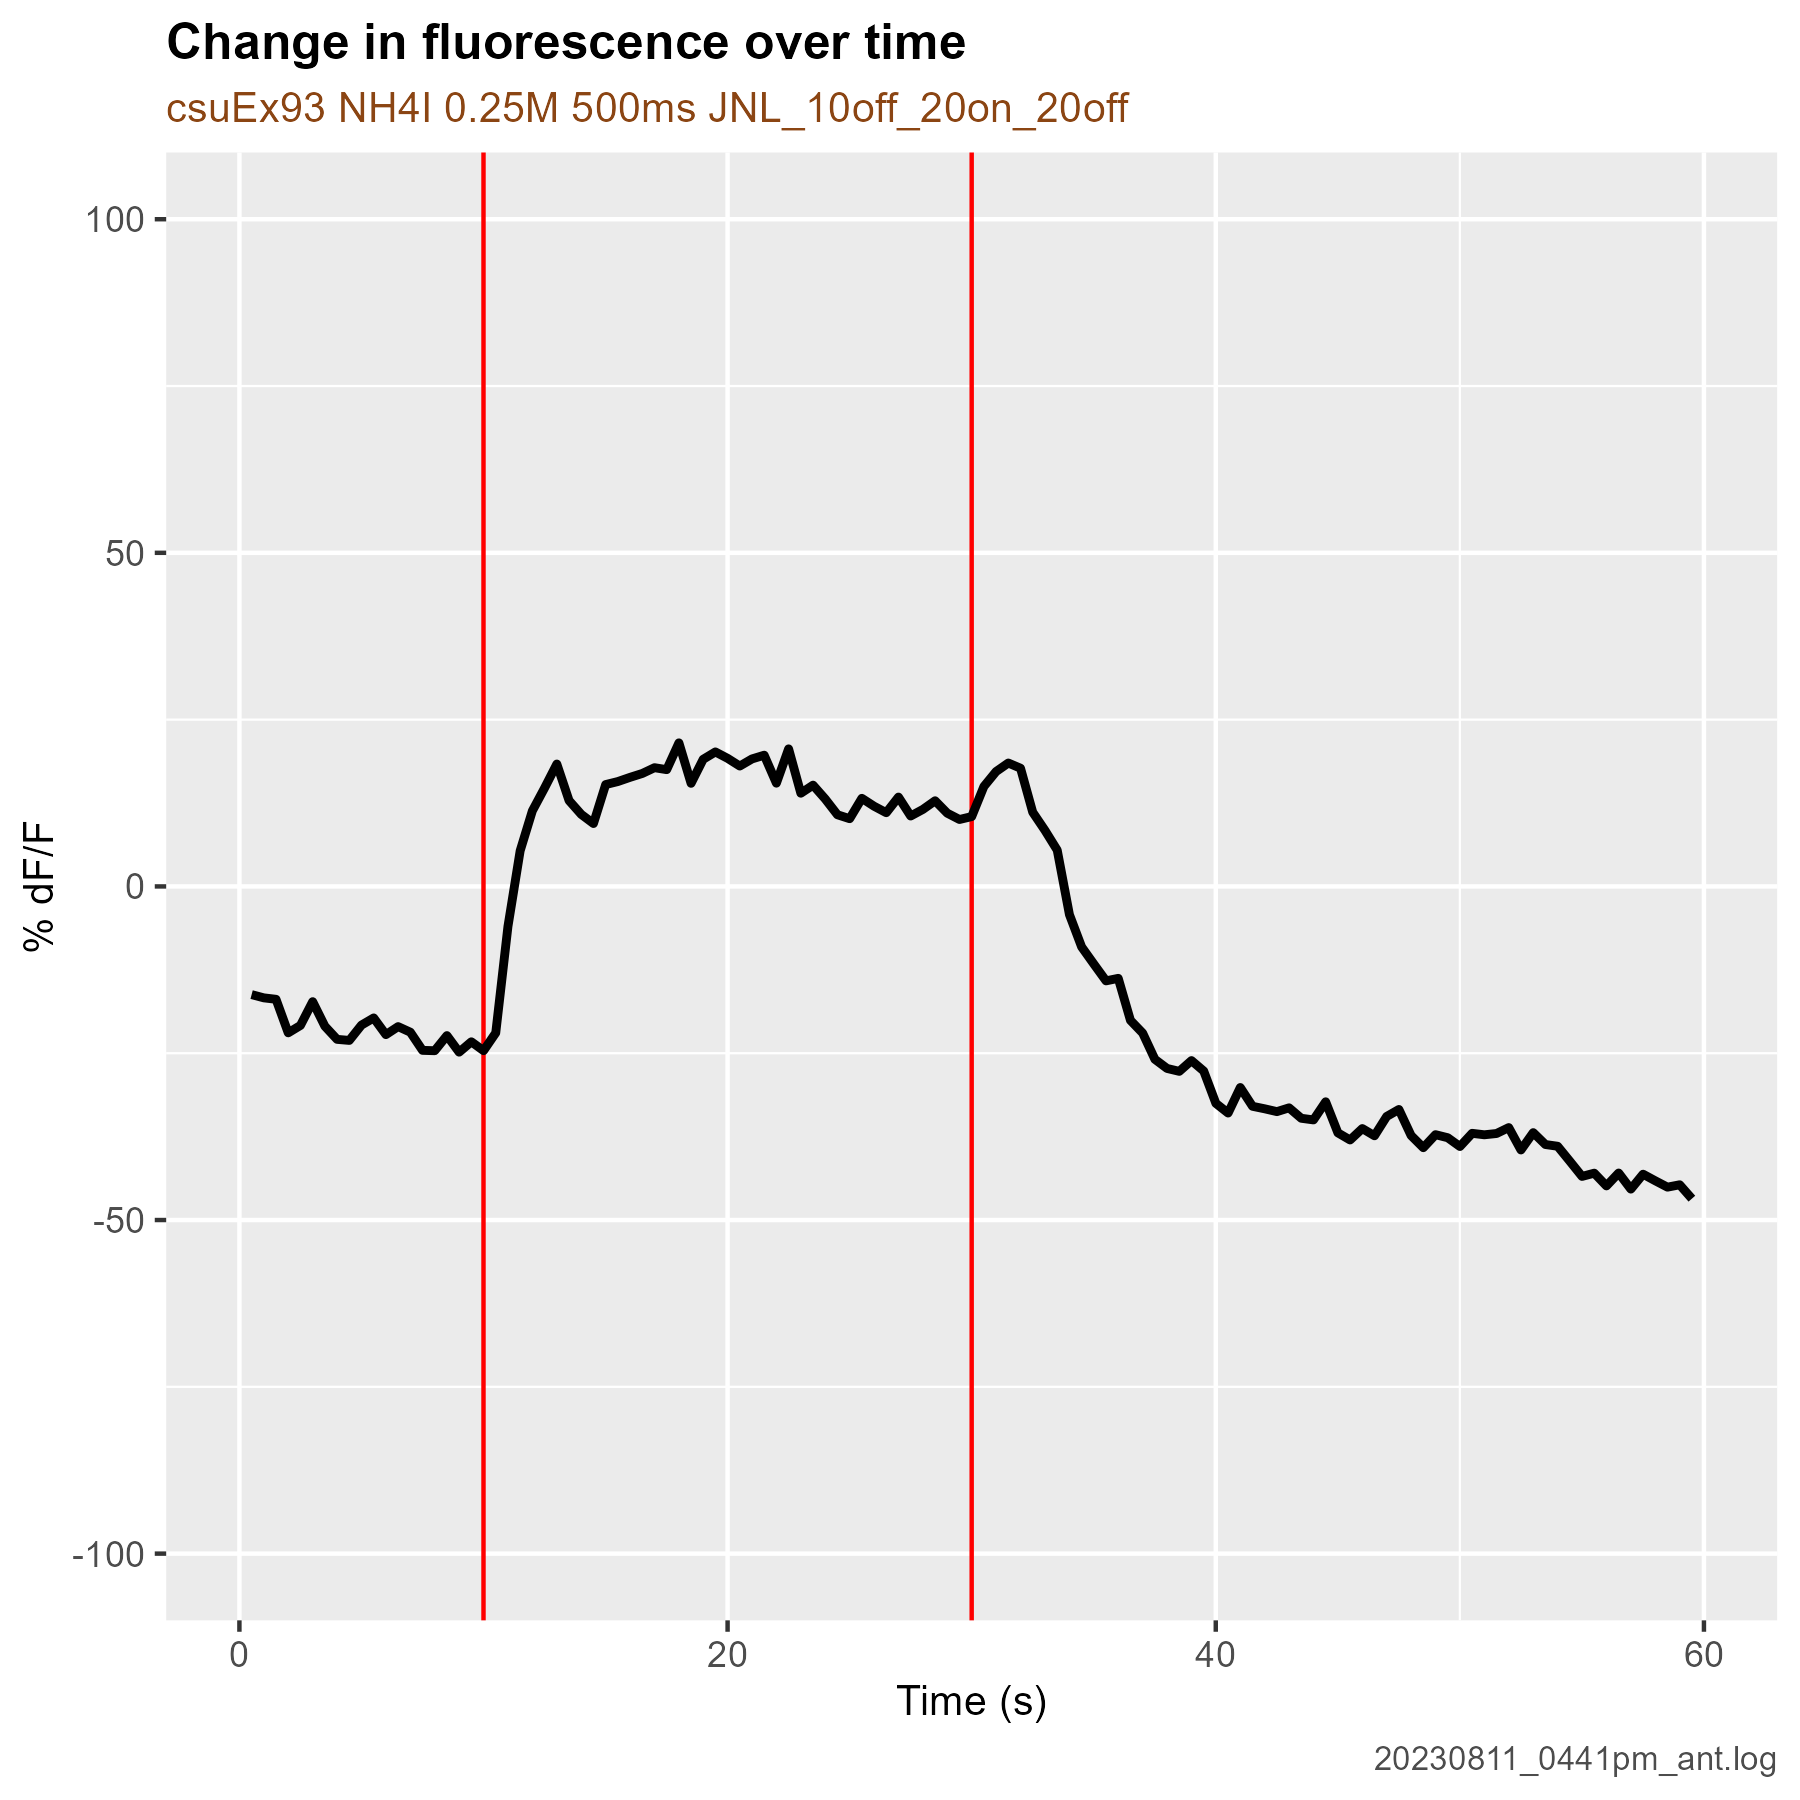 Change in fluorescence over time
csuEx93 NH4I 0.25M 500ms JNL_10off_20on_20off
100
50
0
-50
-100
% dF/F
0 20 40 60
Time (s)
20230811_0441pm_ant.log